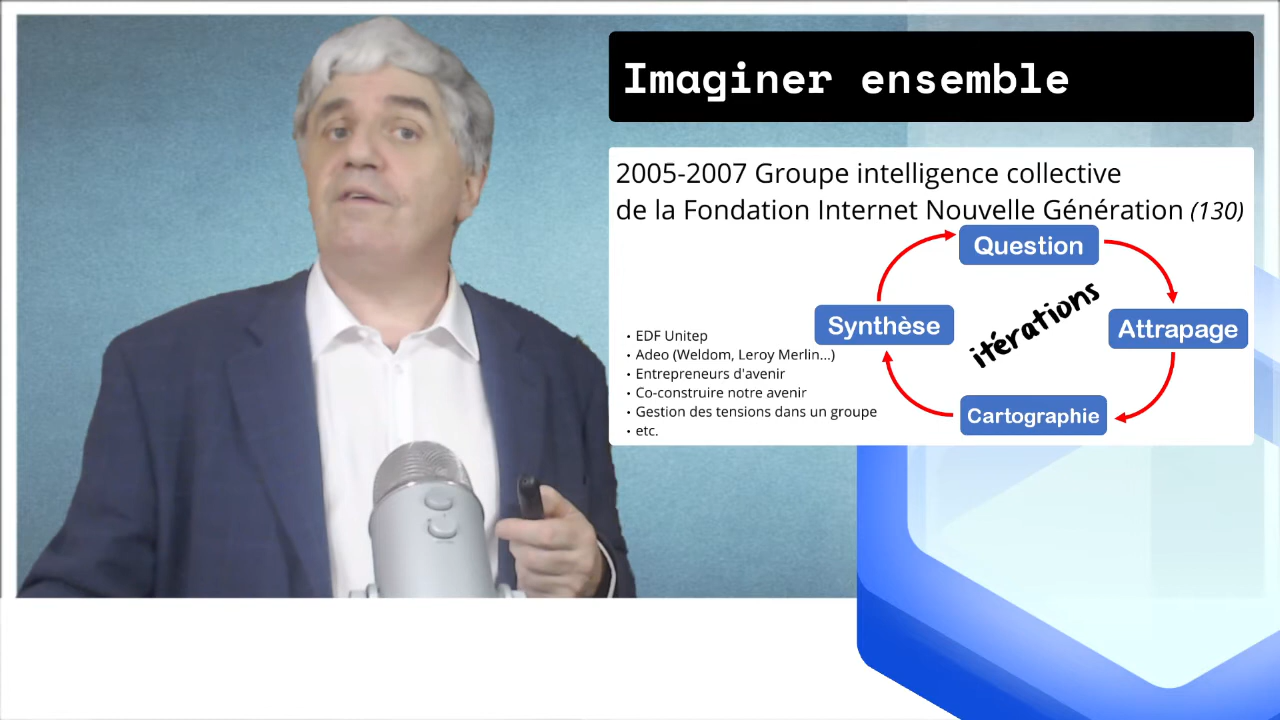 Imaginer ensemble
2005-2007 Groupe intelligence collective
de la Fondation Internet Nouvelle Génération (130)
Question
Attrapage
Cartographie
Synthèse
itérations
• EDF Unitep
• Adeo (Weldom, Leroy Merlin...)
• Entrepreneurs d'avenir
• Co-construire notre avenir
• Gestion des tensions dans un groupe
• etc.